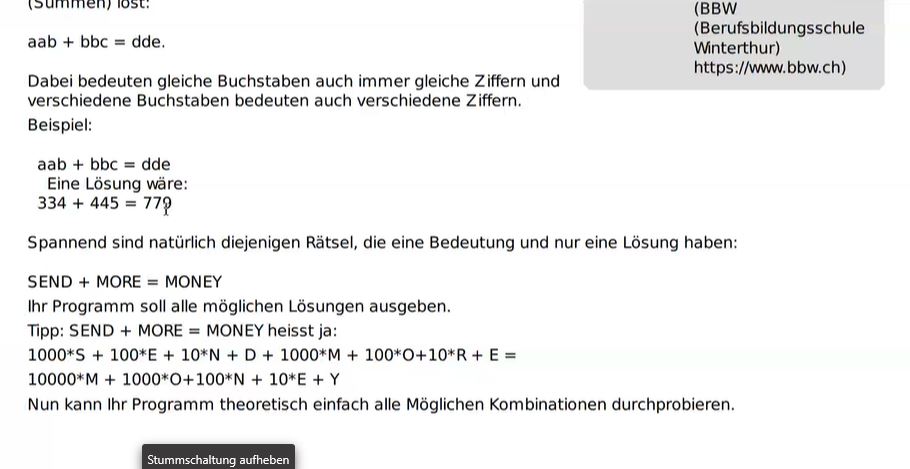 (Summen) löst:
aab + bbc = dde.
Dabei bedeuten gleiche Buchstaben auch immer gleiche Ziffern und
verschiedene Buchstaben bedeuten auch verschiedene Ziffern.
Beispiel:
aab + bbc = dde
Eine Lösung wäre:
334 + 445 = 779
Spannend sind natürlich diejenigen Rätsel, die eine Bedeutung und nur eine Lösung haben:
SEND + MORE = MONEY
Ihr Programm soll alle möglichen Lösungen ausgeben.
Tipp: SEND + MORE = MONEY heisst ja:
1000*S + 100*E + 10*N + D + 1000*M + 100*O+10*R + E =
10000*M + 1000*O+100*N + 10*E + Y
Nun kann Ihr Programm theoretisch einfach alle Möglichen Kombinationen durchprobieren.
(BBW
(Berufsbildungsschule
Winterthur)
https://www.bbw.ch)
Stummschaltung aufheben